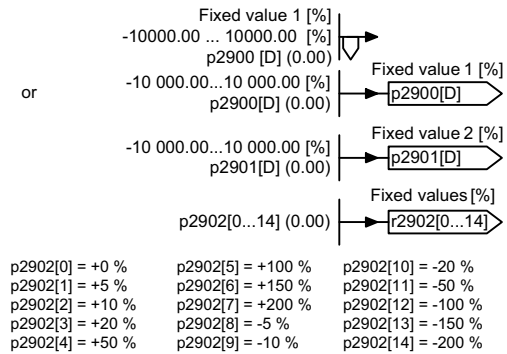 Fixed value 1 [%]
-10000.00 ... 10000.00 [%]
p2900 [D] (0.00)
Fixed value 1 [%]
or
-10 000.00...10 000.00 [%]
p2900[D] (0.00)
p2900[D]
Fixed value 2 [%]
-10 000.00...10 000.00 [%]
p2901[D] (0.00)
p2901[D]
Fixed values [%]
p2902[0...14] (0.00)
r2902[0...14]
p2902[0] = +0 % p2902[5] = +100 % p2902[10] = -20 %
p2902[1] = +5 % p2902[6] = +150 % p2902[11] = -50 %
p2902[2] = +10 % p2902[7] = +200 % p2902[12] = -100 %
p2902[3] = +20 % p2902[8] = -5 % p2902[13] = -150 %
p2902[4] = +50 % p2902[9] = -10 % p2902[14] = -200 %